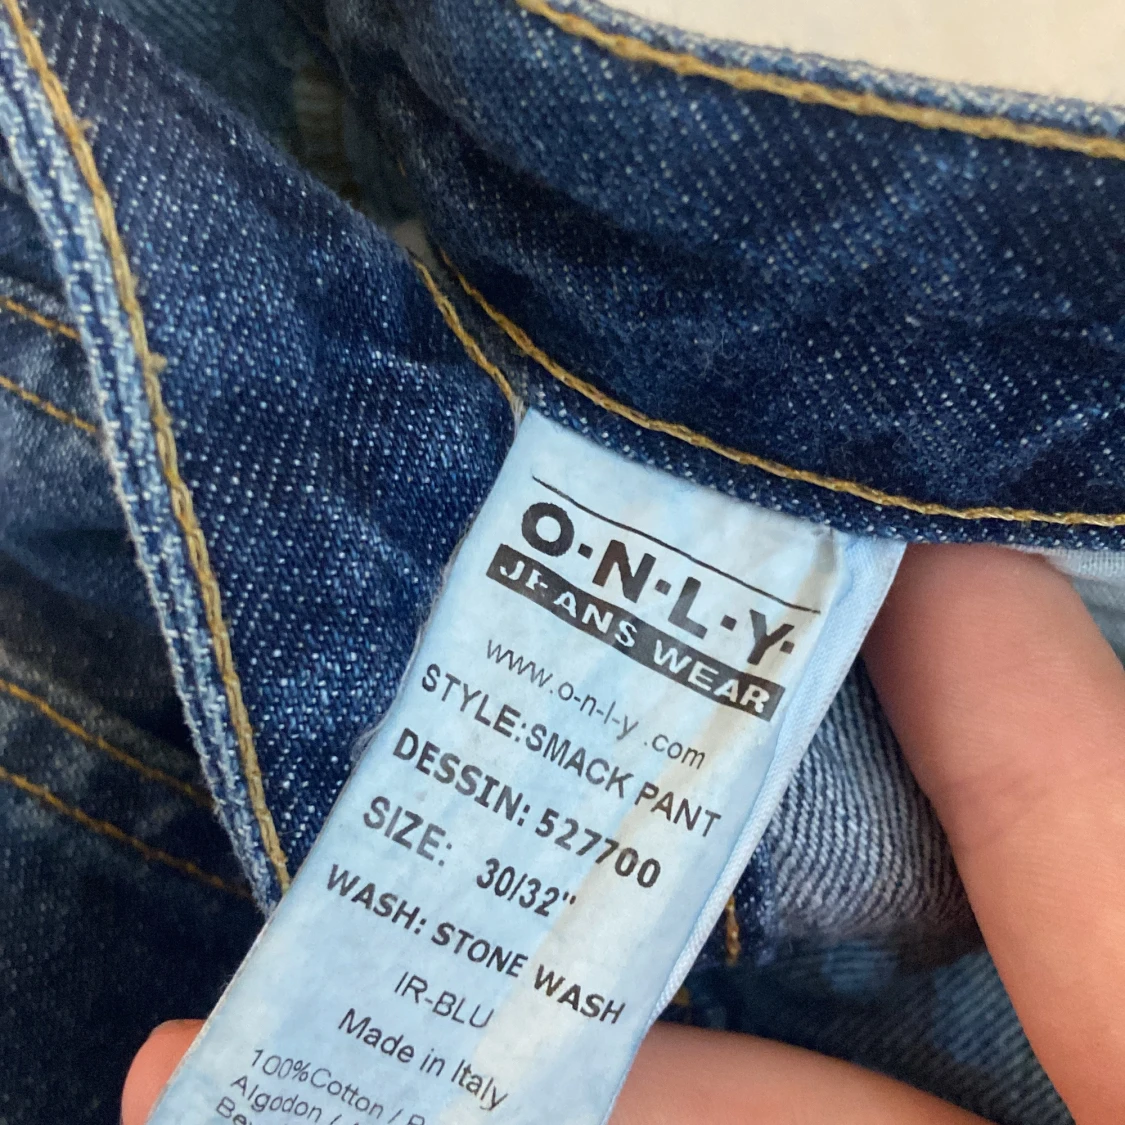 O·N·L·Y·
JEANS WEAR
www.o-n-l-y .com
STYLE:SMACK PANT
DESSIN: 527700
SIZE: 30/32"
WASH: STONE WASH
IR-BLU
Made in Italy
100%Cotton /
Algodon /